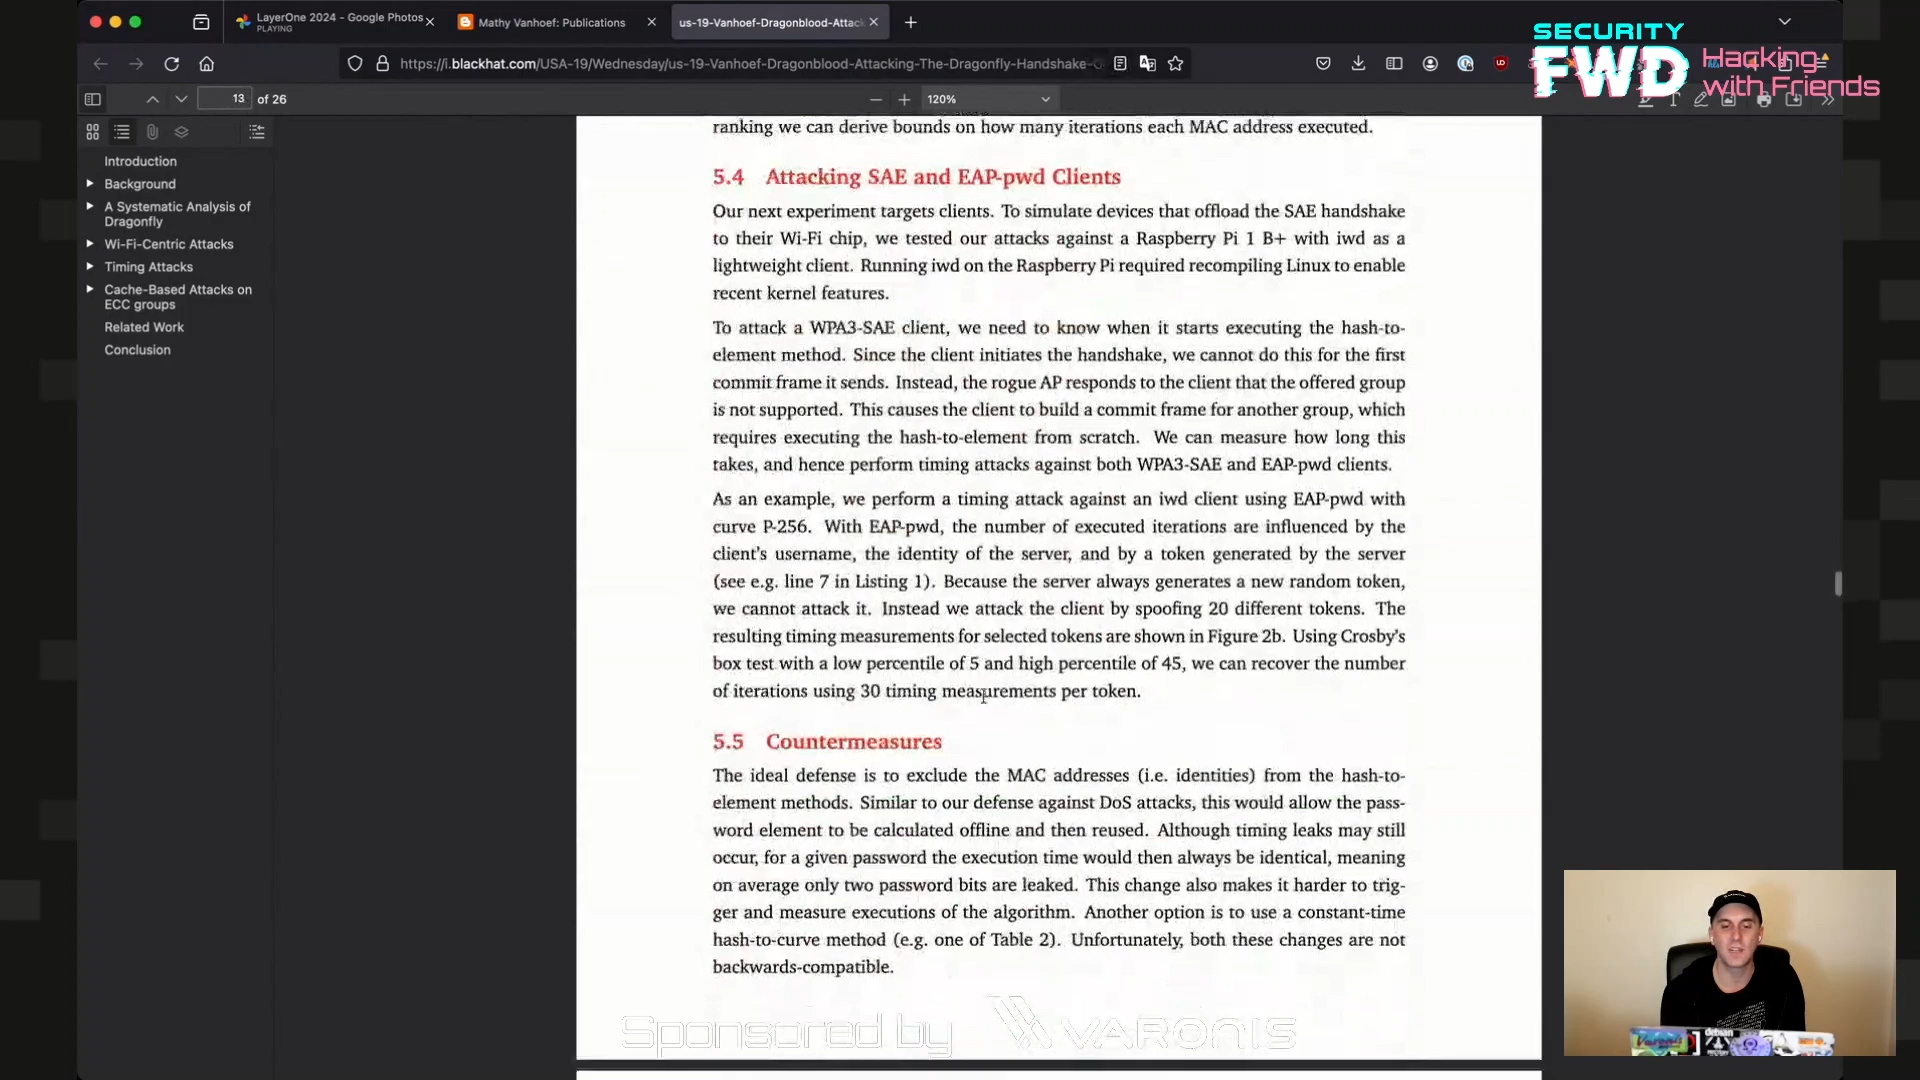 LayerOne 2024 - Google Photos
PLAYING
Mathy Vanhoef: Publications
us-19-Vanhoef-Dragonblood-Attack
https://i.blackhat.com/USA-19/Wednesday/us-19-Vanhoef-Dragonblood-Attacking-The-Dragonfly-Handshake-
SECURITY
FWD
Hacking
with Friends
13 of 26
120%
Introduction
Background
A Systematic Analysis of
Dragonfly
Wi-Fi-Centric Attacks
Timing Attacks
Cache-Based Attacks on
ECC groups
Related Work
Conclusion
ranking we can derive bounds on how many iterations each MAC address executed.
5.4 Attacking SAE and EAP-pwd Clients
Our next experiment targets clients. To simulate devices that offload the SAE handshake
to their Wi-Fi chip, we tested our attacks against a Raspberry Pi 1 B+ with iwd as a
lightweight client. Running iwd on the Raspberry Pi required recompiling Linux to enable
recent kernel features.
To attack a WPA3-SAE client, we need to know when it starts executing the hash-to-
element method. Since the client initiates the handshake, we cannot do this for the first
commit frame it sends. Instead, the rogue AP responds to the client that the offered group
is not supported. This causes the client to build a commit frame for another group, which
requires executing the hash-to-element from scratch. We can measure how long this
takes, and hence perform timing attacks against both WPA3-SAE and EAP-pwd clients.
As an example, we perform a timing attack against an iwd client using EAP-pwd with
curve P-256. With EAP-pwd, the number of executed iterations are influenced by the
client's username, the identity of the server, and by a token generated by the server
(see e.g. line 7 in Listing 1). Because the server always generates a new random token,
we cannot attack it. Instead we attack the client by spoofing 20 different tokens. The
resulting timing measurements for selected tokens are shown in Figure 2b. Using Crosby's
box test with a low percentile of 5 and high percentile of 45, we can recover the number
of iterations using 30 timing measurements per token.
5.5 Countermeasures
The ideal defense is to exclude the MAC addresses (i.e. identities) from the hash-to-
element methods. Similar to our defense against DoS attacks, this would allow the pass-
word element to be calculated offline and then reused. Although timing leaks may still
occur, for a given password the execution time would then always be identical, meaning
on average only two password bits are leaked. This change also makes it harder to trig-
ger and measure executions of the algorithm. Another option is to use a constant-time
hash-to-curve method (e.g. one of Table 2). Unfortunately, both these changes are not
backwards-compatible.
Sponsored by VARONIS
Varonis
debian